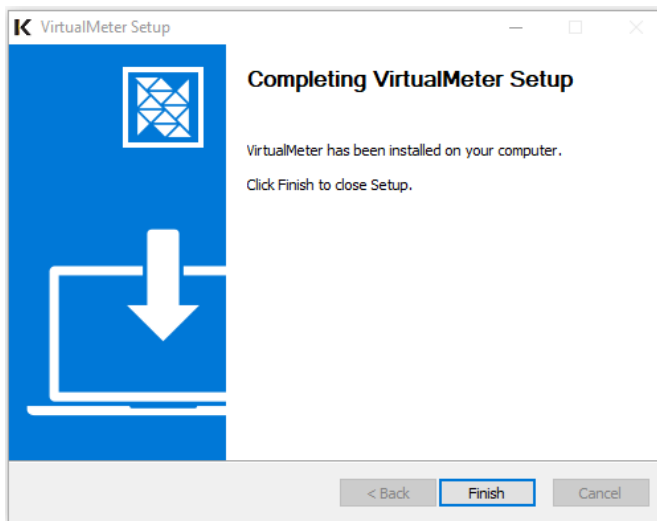 VirtualMeter Setup
Completing VirtualMeter Setup
VirtualMeter has been installed on your computer.
Click Finish to close Setup.
< Back Finish Cancel